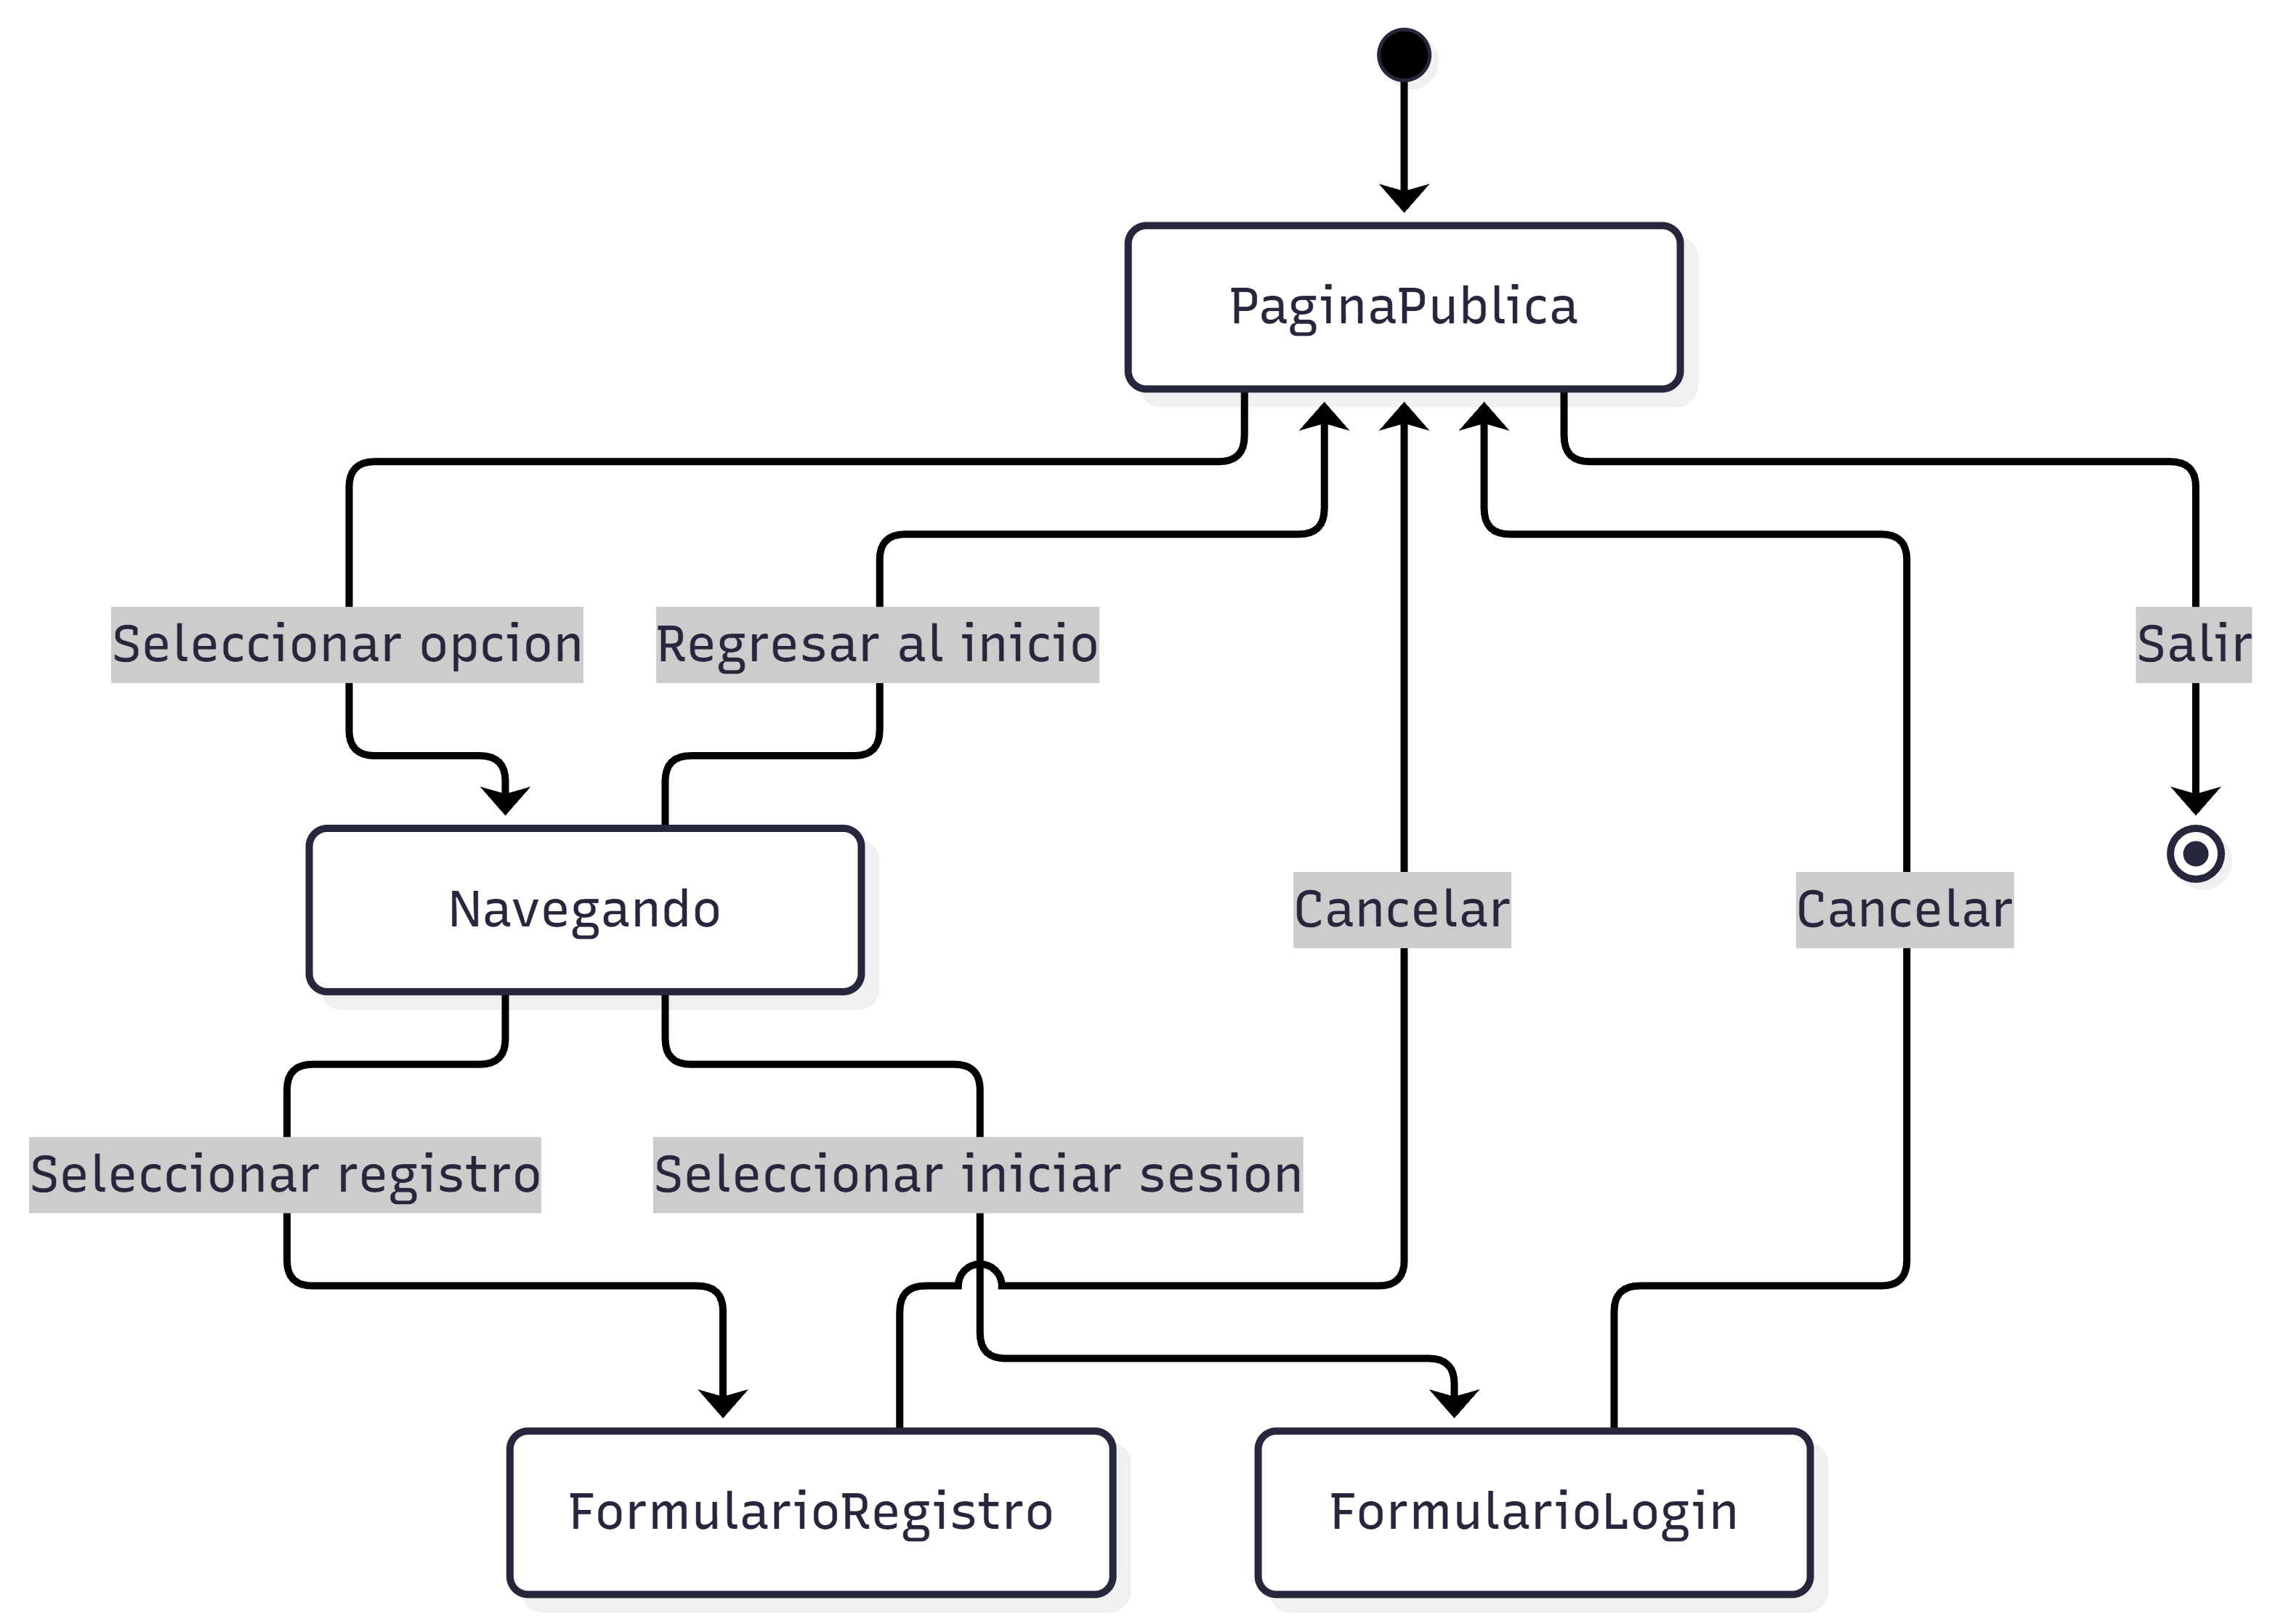 PaginaPublica
Seleccionar opcion
Regresar al inicio
Salir
Navegando
Cancelar
Cancelar
Seleccionar registro
Seleccionar iniciar sesion
FormularioRegistro
FormularioLogin